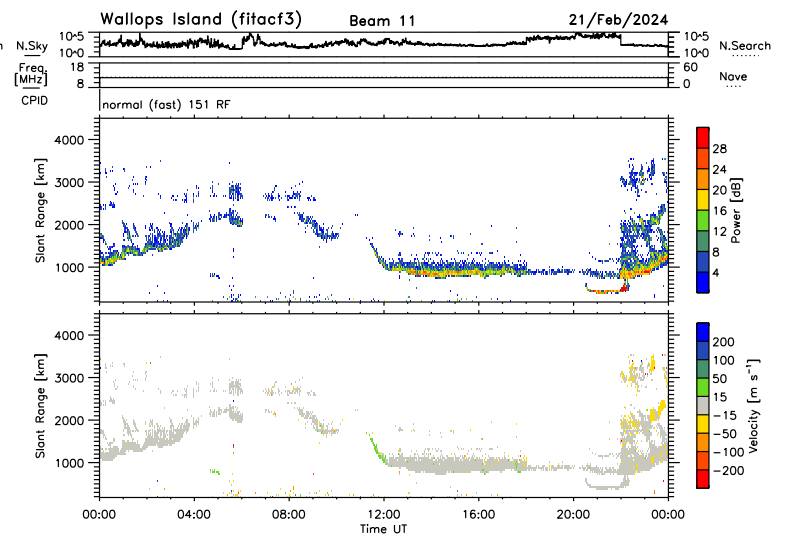 Wallops Island (fitacf3) Beam 11 21/Feb/2024
n N.Sky 10^5 10^0 10^5 10^0 N.Search
Freq. [MHz] 18 8 60 0 Nave
CPID normal (fast) 151 RF
Slant Range [km]
4000
3000
2000
1000
28
24
20
16
12
8
4
Power [dB]
Slant Range [km]
4000
3000
2000
1000
200
100
50
15
−15
−50
−100
−200
Velocity [m s⁻¹]
00:00 04:00 08:00 12:00 16:00 20:00 00:00
Time UT